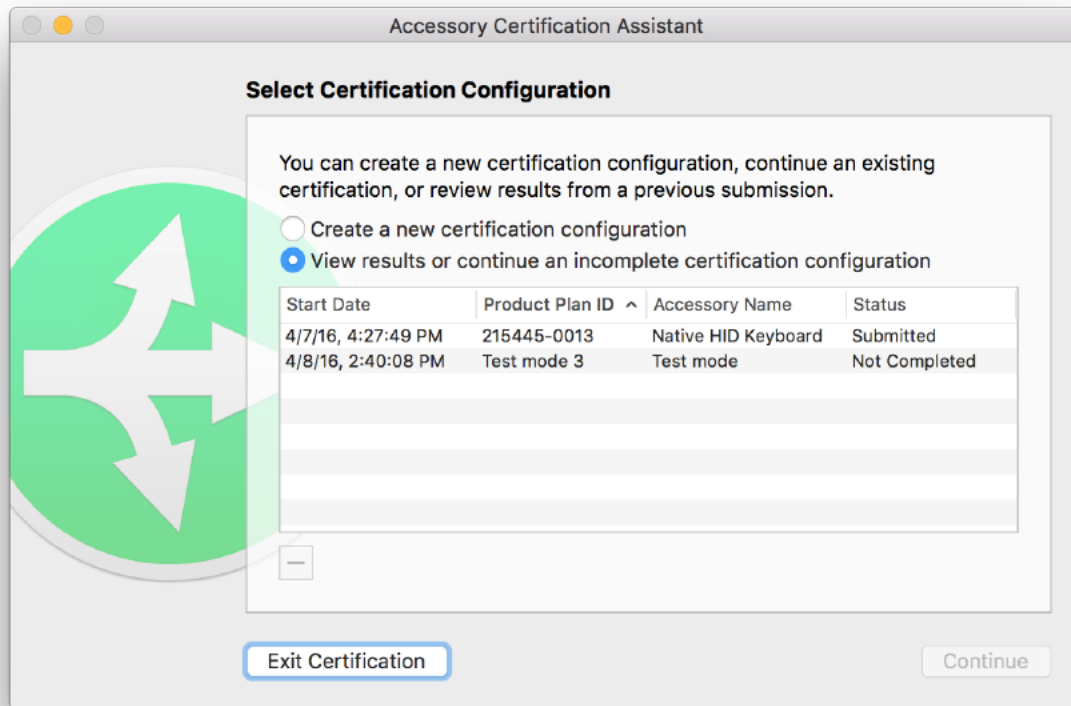 Accessory Certification Assistant
Select Certification Configuration
You can create a new certification configuration, continue an existing
certification, or review results from a previous submission.
Create a new certification configuration
View results or continue an incomplete certification configuration
Start Date Product Plan ID Accessory Name Status
4/7/16, 4:27:49 PM 215445-0013 Native HID Keyboard Submitted
4/8/16, 2:40:08 PM Test mode 3 Test mode Not Completed
Exit Certification Continue